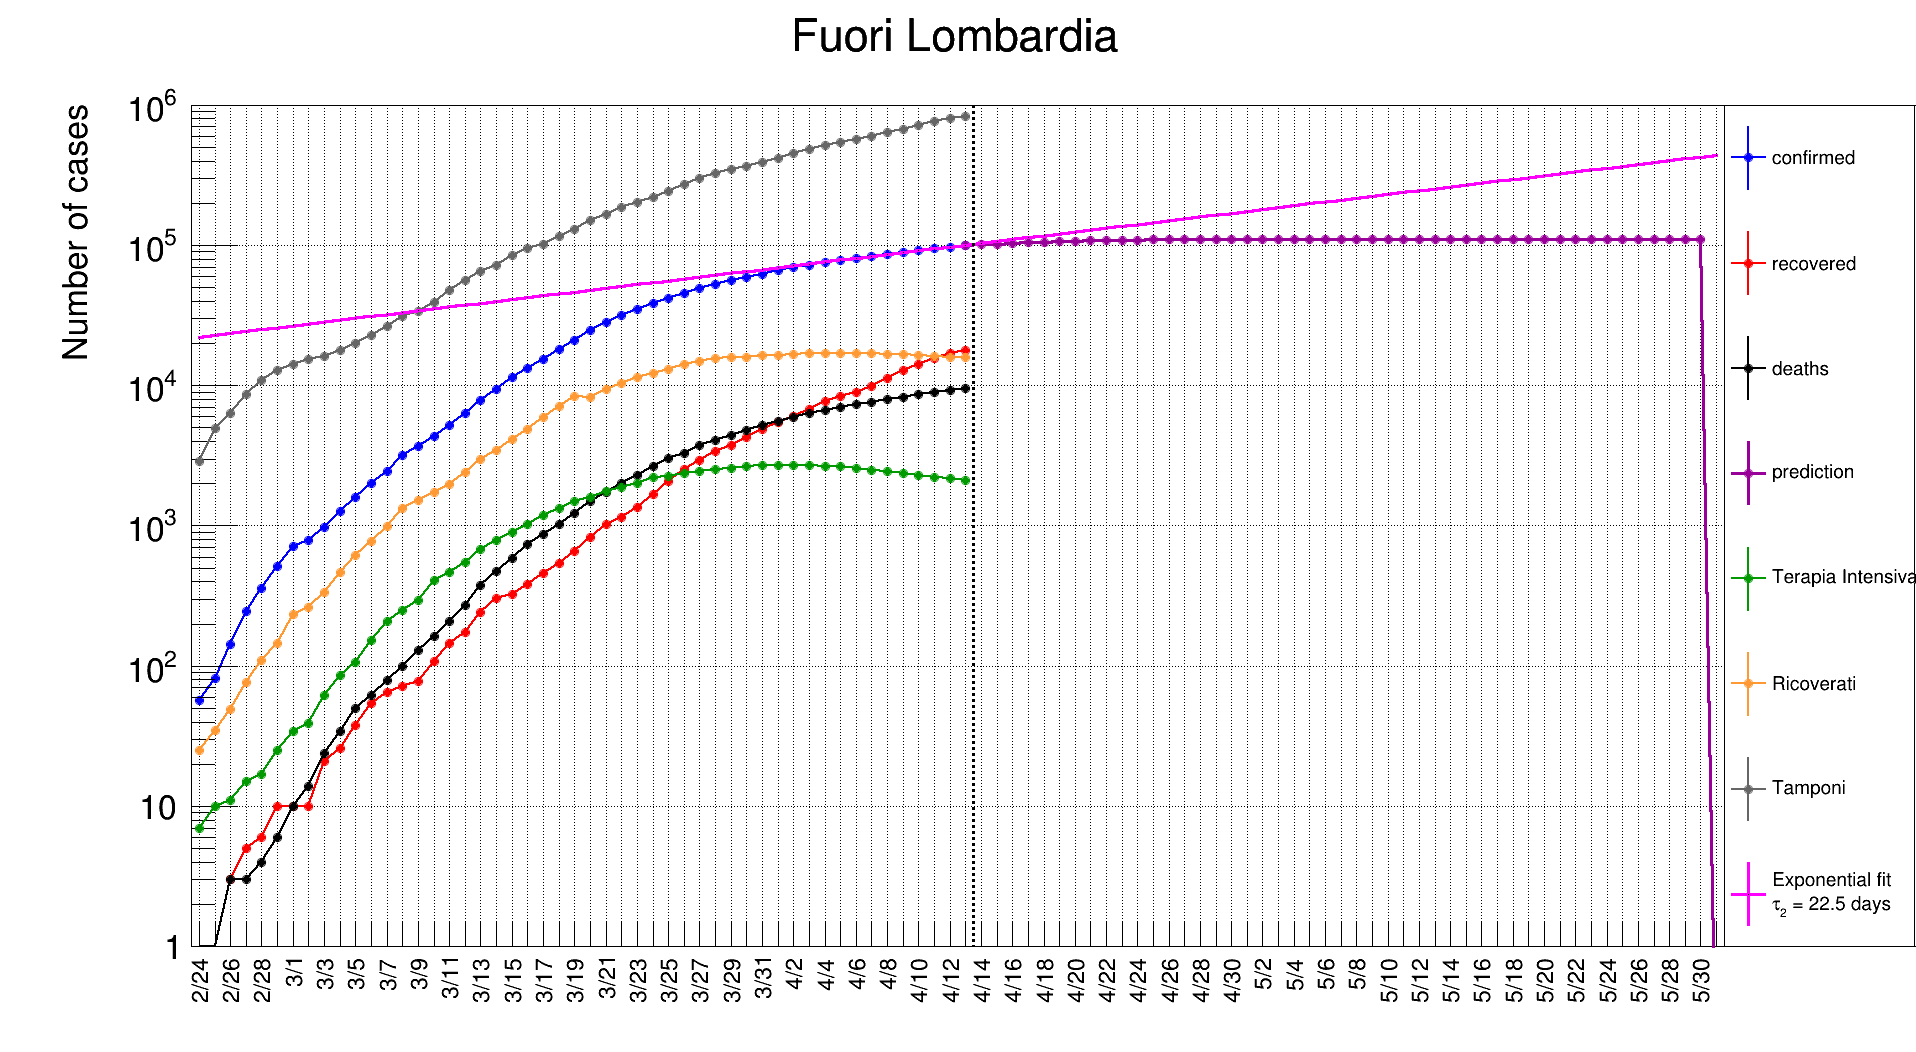 Fuori Lombardia
Number of cases
10^6
10^5
10^4
10^3
10^2
10
1
2/24 2/26 2/28 3/1 3/3 3/5 3/7 3/9 3/11 3/13 3/15 3/17 3/19 3/21 3/23 3/25 3/27 3/29 3/31 4/2 4/4 4/6 4/8 4/10 4/12 4/14 4/16 4/18 4/20 4/22 4/24 4/26 4/28 4/30 5/2 5/4 5/6 5/8 5/10 5/12 5/14 5/16 5/18 5/20 5/22 5/24 5/26 5/28 5/30
confirmed
recovered
deaths
prediction
Terapia Intensiva
Ricoverati
Tamponi
Exponential fit
τ_2 = 22.5 days